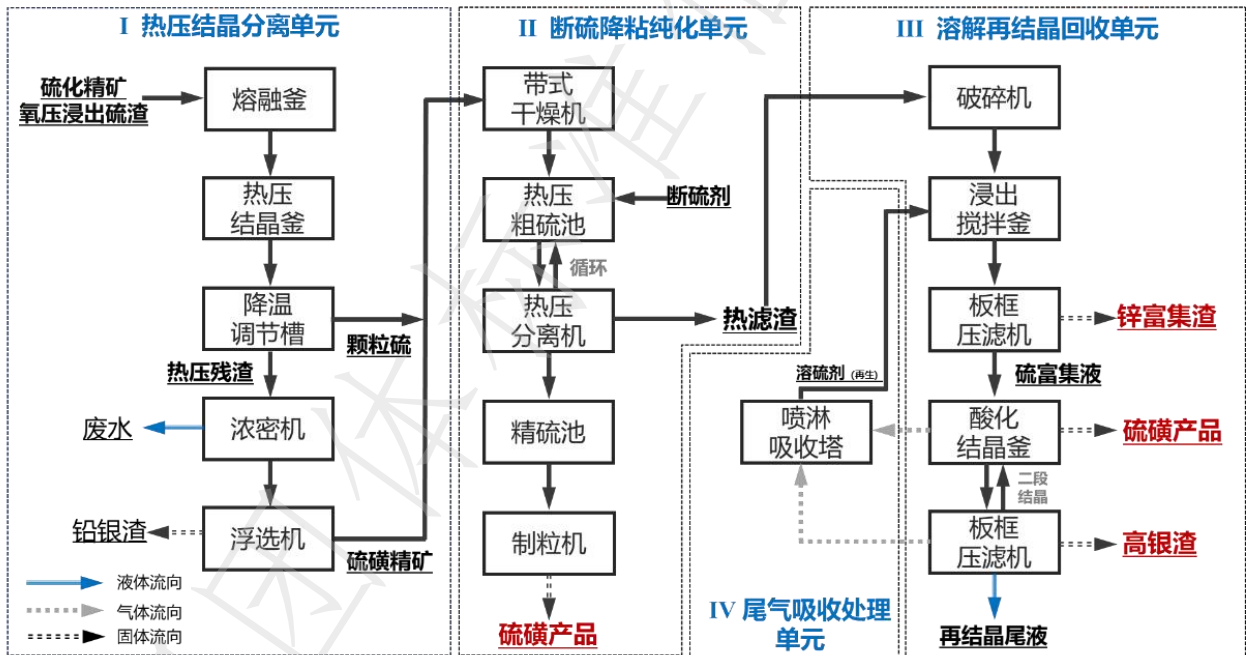 I 热压结晶分离单元
硫化精矿
氧压浸出硫渣
熔融釜
热压
结晶釜
降温
调节槽
颗粒硫
热压残渣
废水
浓密机
铅银渣
浮选机
硫磺精矿
液体流向
气体流向
固体流向
II 断硫降粘纯化单元
带式
干燥机
热压
粗硫池
断硫剂
循环
热压
分离机
热滤渣
精硫池
制粒机
硫磺产品
III 溶解再结晶回收单元
破碎机
浸出
搅拌釜
板框
压滤机
锌富集渣
硫富集液
酸化
结晶釜
硫磺产品
二段
结晶
板框
压滤机
高银渣
再结晶尾液
溶硫剂 (再生)
喷淋
吸收塔
IV 尾气吸收处理
单元